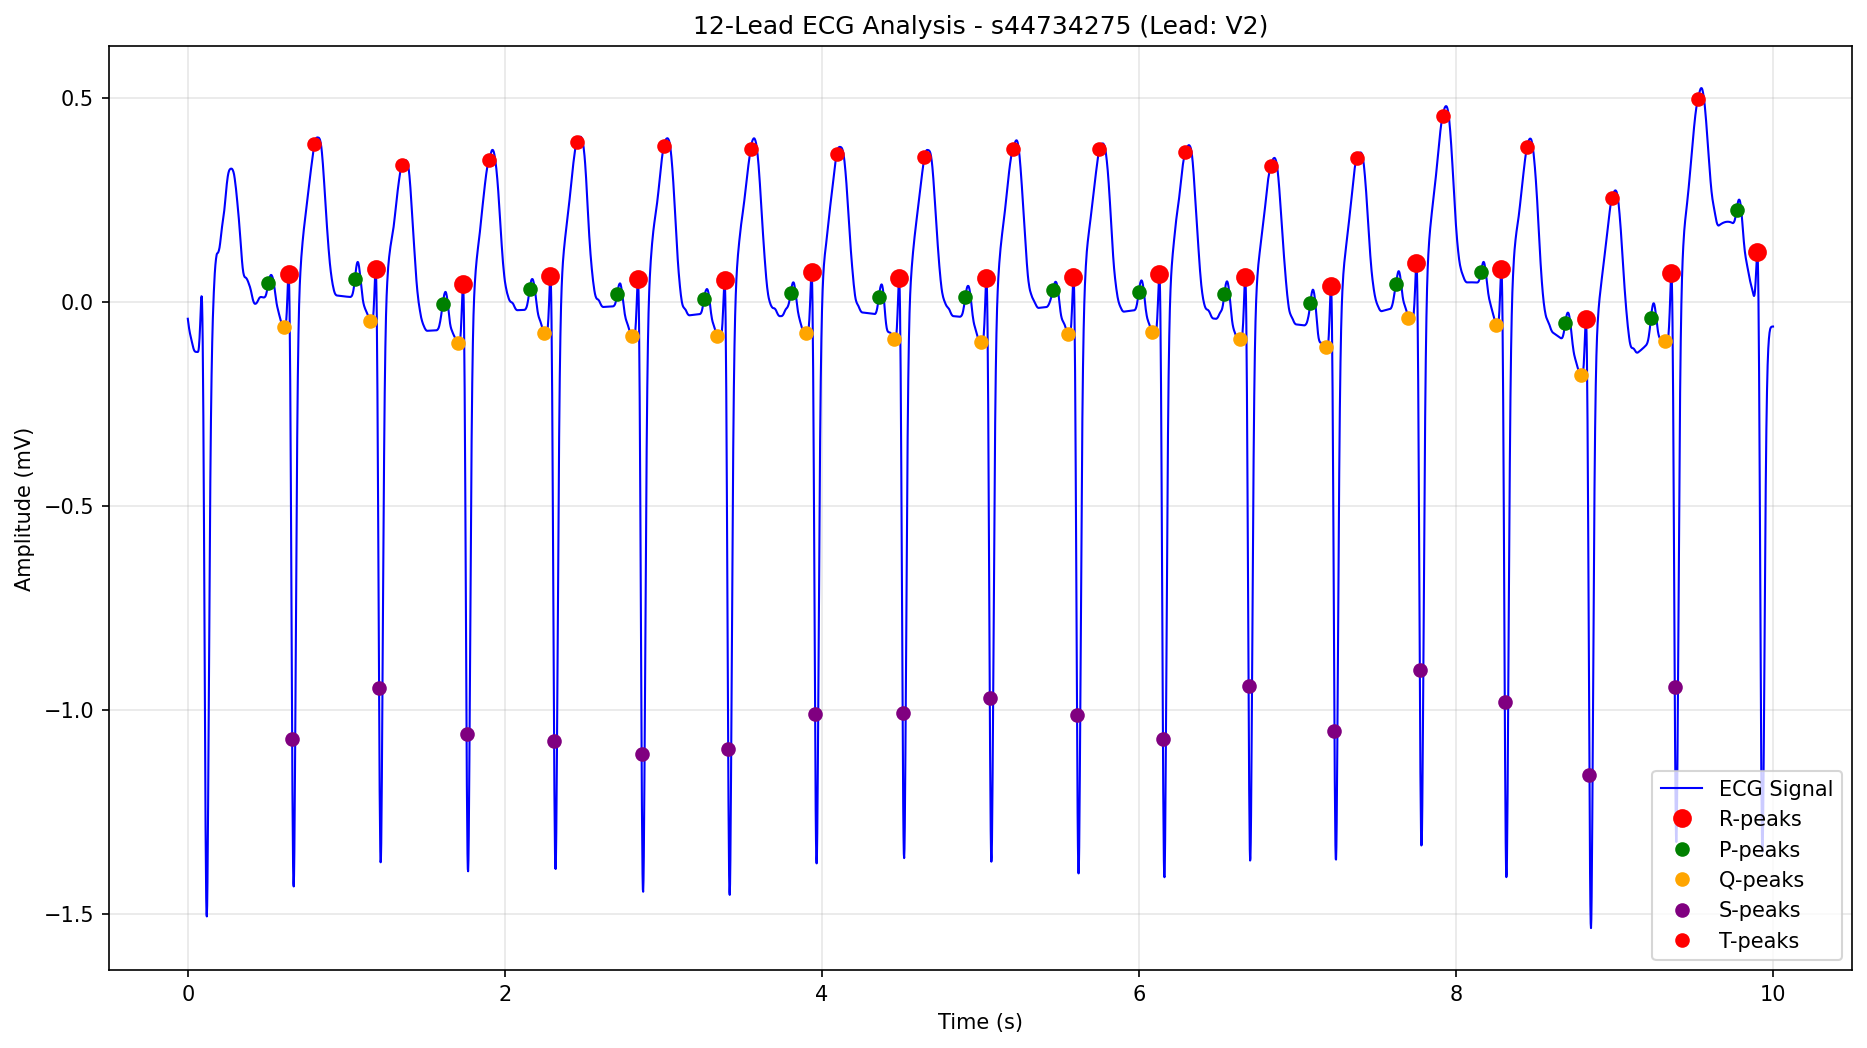 12-Lead ECG Analysis - s44734275 (Lead: V2)
0.5
0.0
−0.5
−1.0
−1.5
Amplitude (mV)
0
2
4
6
8
10
Time (s)
ECG Signal
R-peaks
P-peaks
Q-peaks
S-peaks
T-peaks